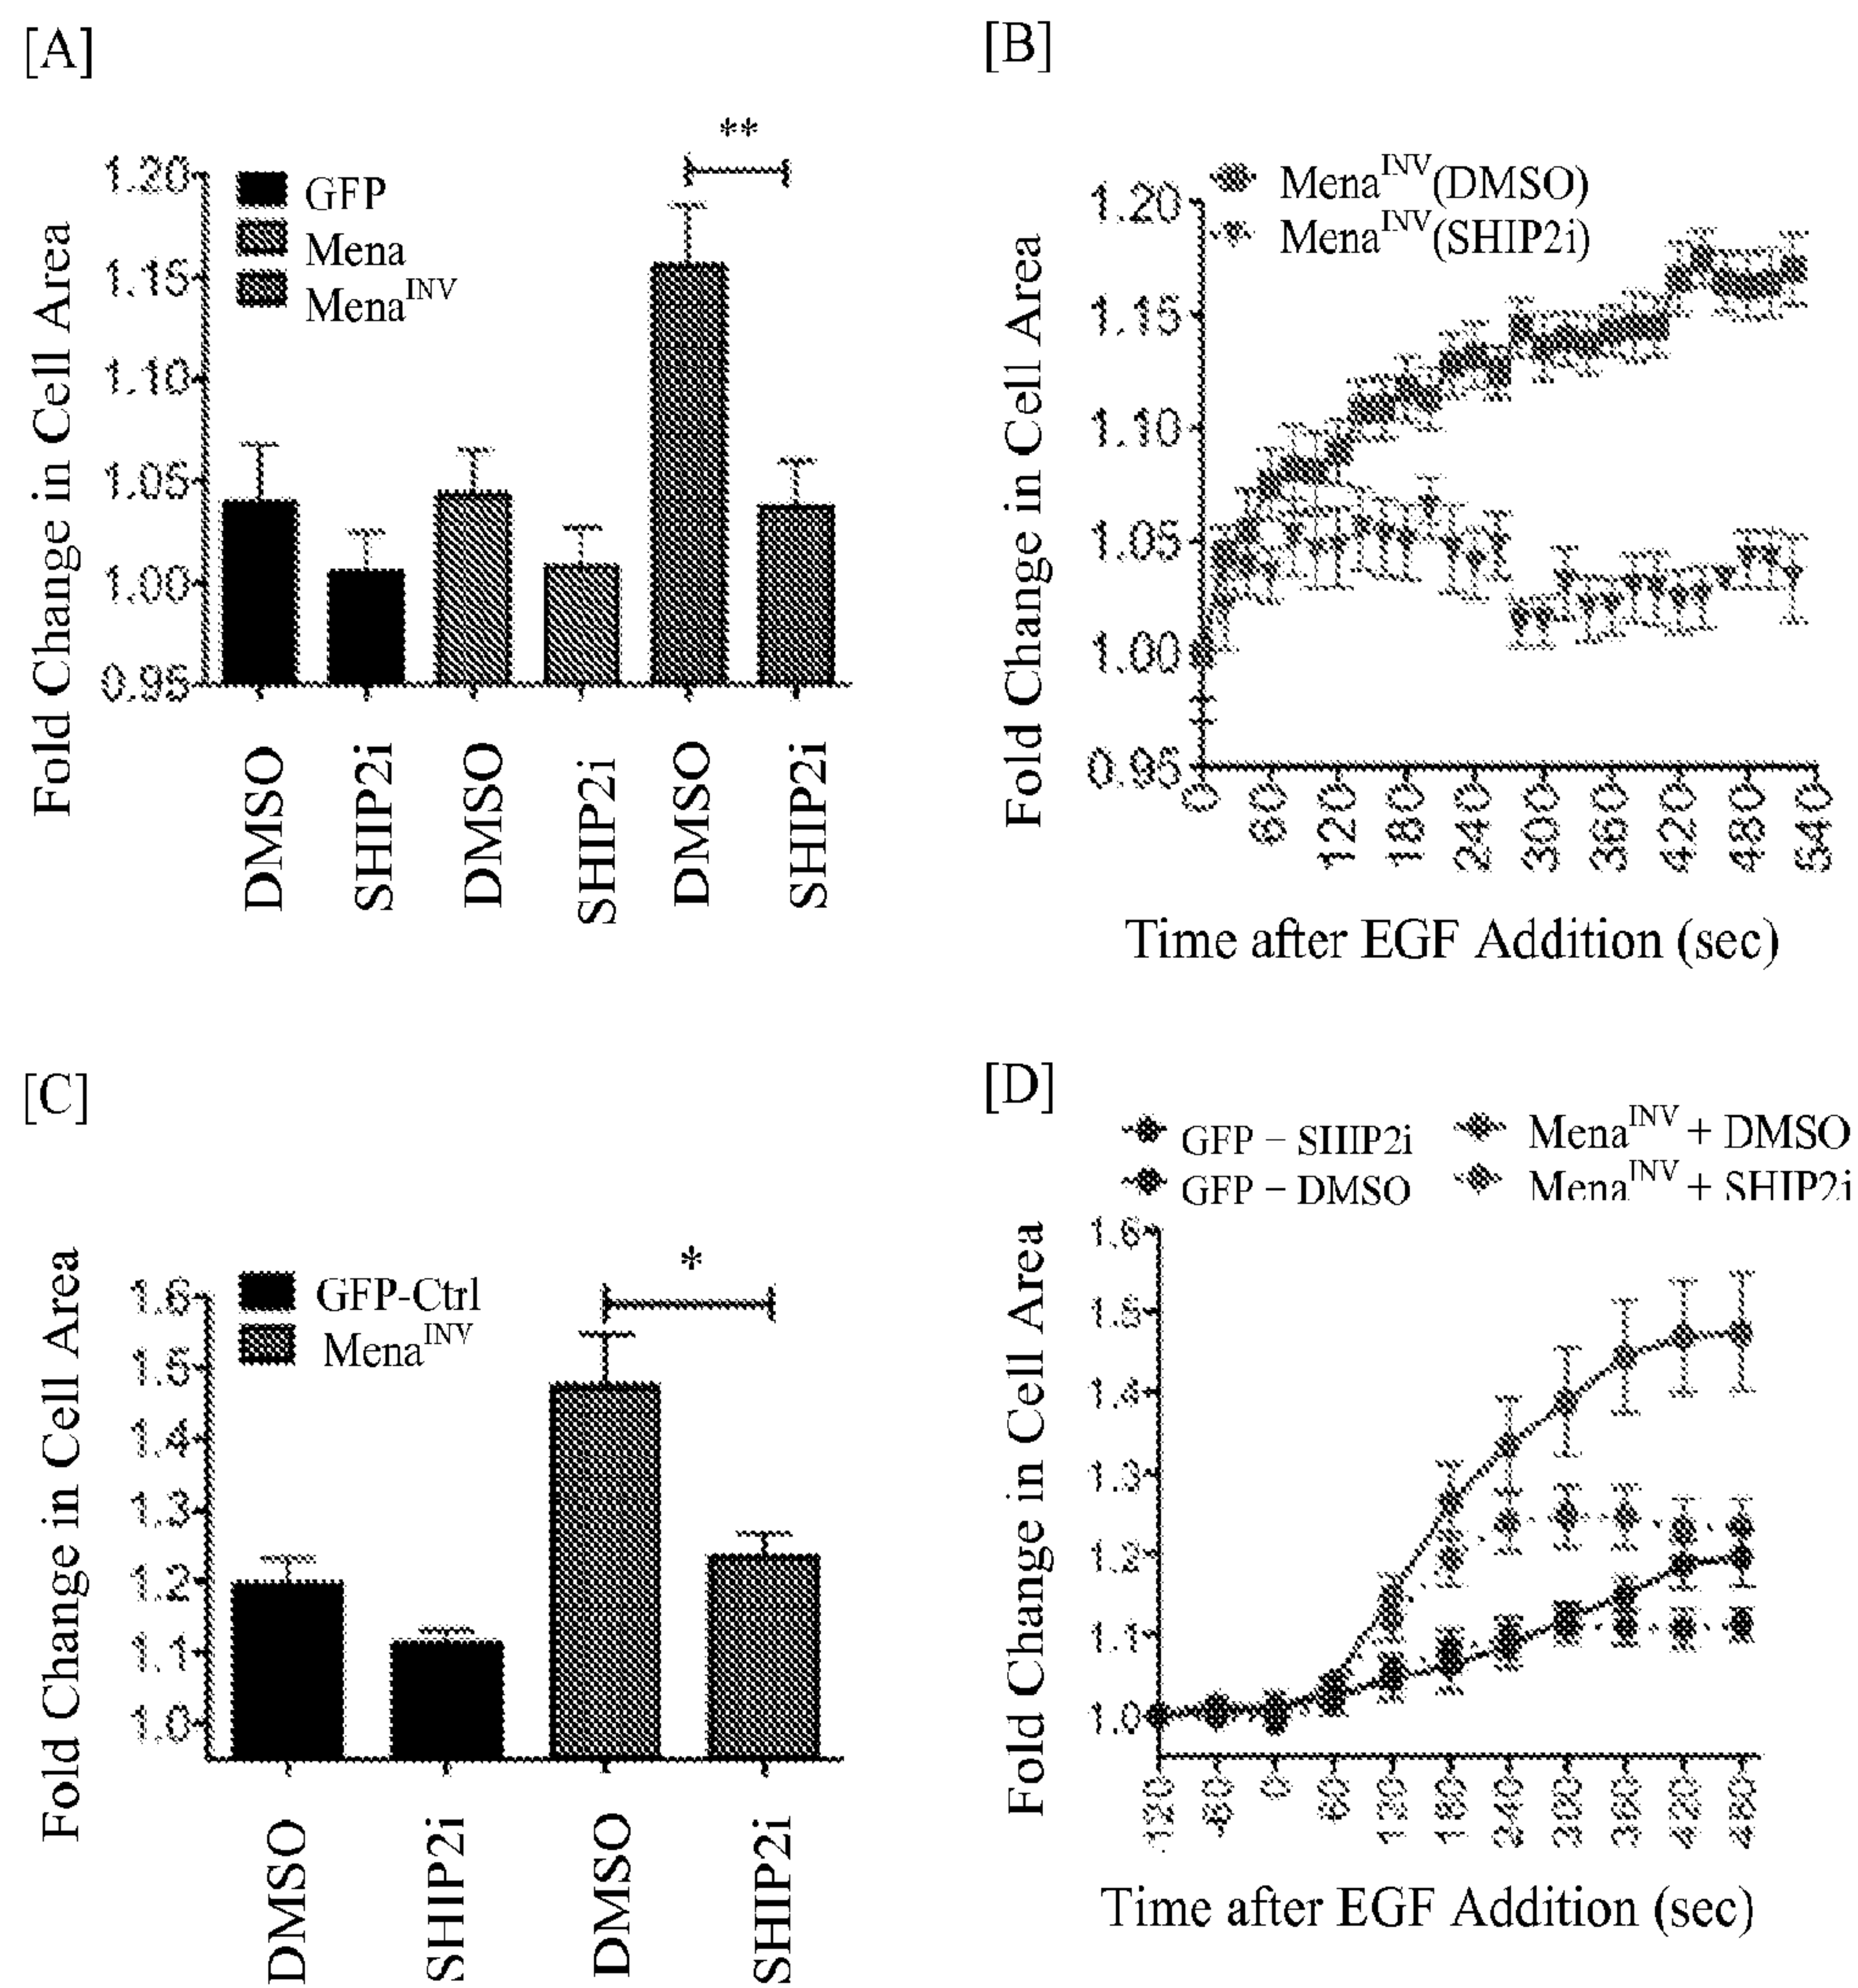 [A]
**
1.20
1.15
1.10
1.05
1.00
0.95
Fold Change in Cell Area
GFP
Mena
Mena^INV
DMSO
SHIP2i
DMSO
SHIP2i
DMSO
SHIP2i
[B]
Mena^INV(DMSO)
Mena^INV(SHIP2i)
1.20
1.15
1.10
1.05
1.00
0.95
Fold Change in Cell Area
0
60
120
180
240
300
360
420
480
540
Time after EGF Addition (sec)
[C]
*
GFP-Ctrl
Mena^INV
1.6
1.5
1.4
1.3
1.2
1.1
1.0
Fold Change in Cell Area
DMSO
SHIP2i
DMSO
SHIP2i
[D]
GFP – SHIP2i
GFP – DMSO
Mena^INV + DMSO
Mena^INV + SHIP2i
1.6
1.5
1.4
1.3
1.2
1.1
1.0
Fold Change in Cell Area
-120
-60
0
60
120
180
240
300
360
420
480
Time after EGF Addition (sec)